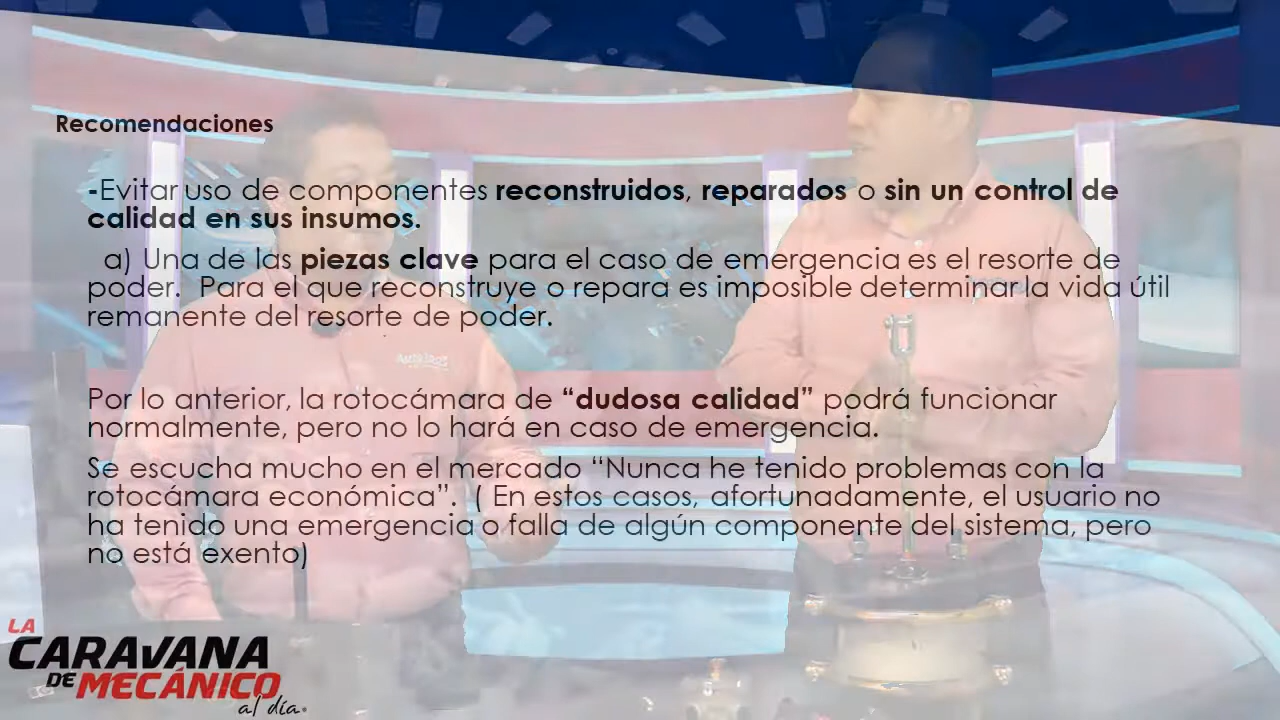 Recomendaciones
-Evitar uso de componentes reconstruidos, reparados o sin un control de
calidad en sus insumos.
a) Una de las piezas clave para el caso de emergencia es el resorte de
poder. Para el que reconstruye o repara es imposible determinar la vida útil
remanente del resorte de poder.
Por lo anterior, la rotocámara de “dudosa calidad” podrá funcionar
normalmente, pero no lo hará en caso de emergencia.
Se escucha mucho en el mercado “Nunca he tenido problemas con la
rotocámara económica”. ( En estos casos, afortunadamente, el usuario no
ha tenido una emergencia o falla de algún componente del sistema, pero
no está exento)
LA
CARAVANA
DE MECÁNICO
al día.